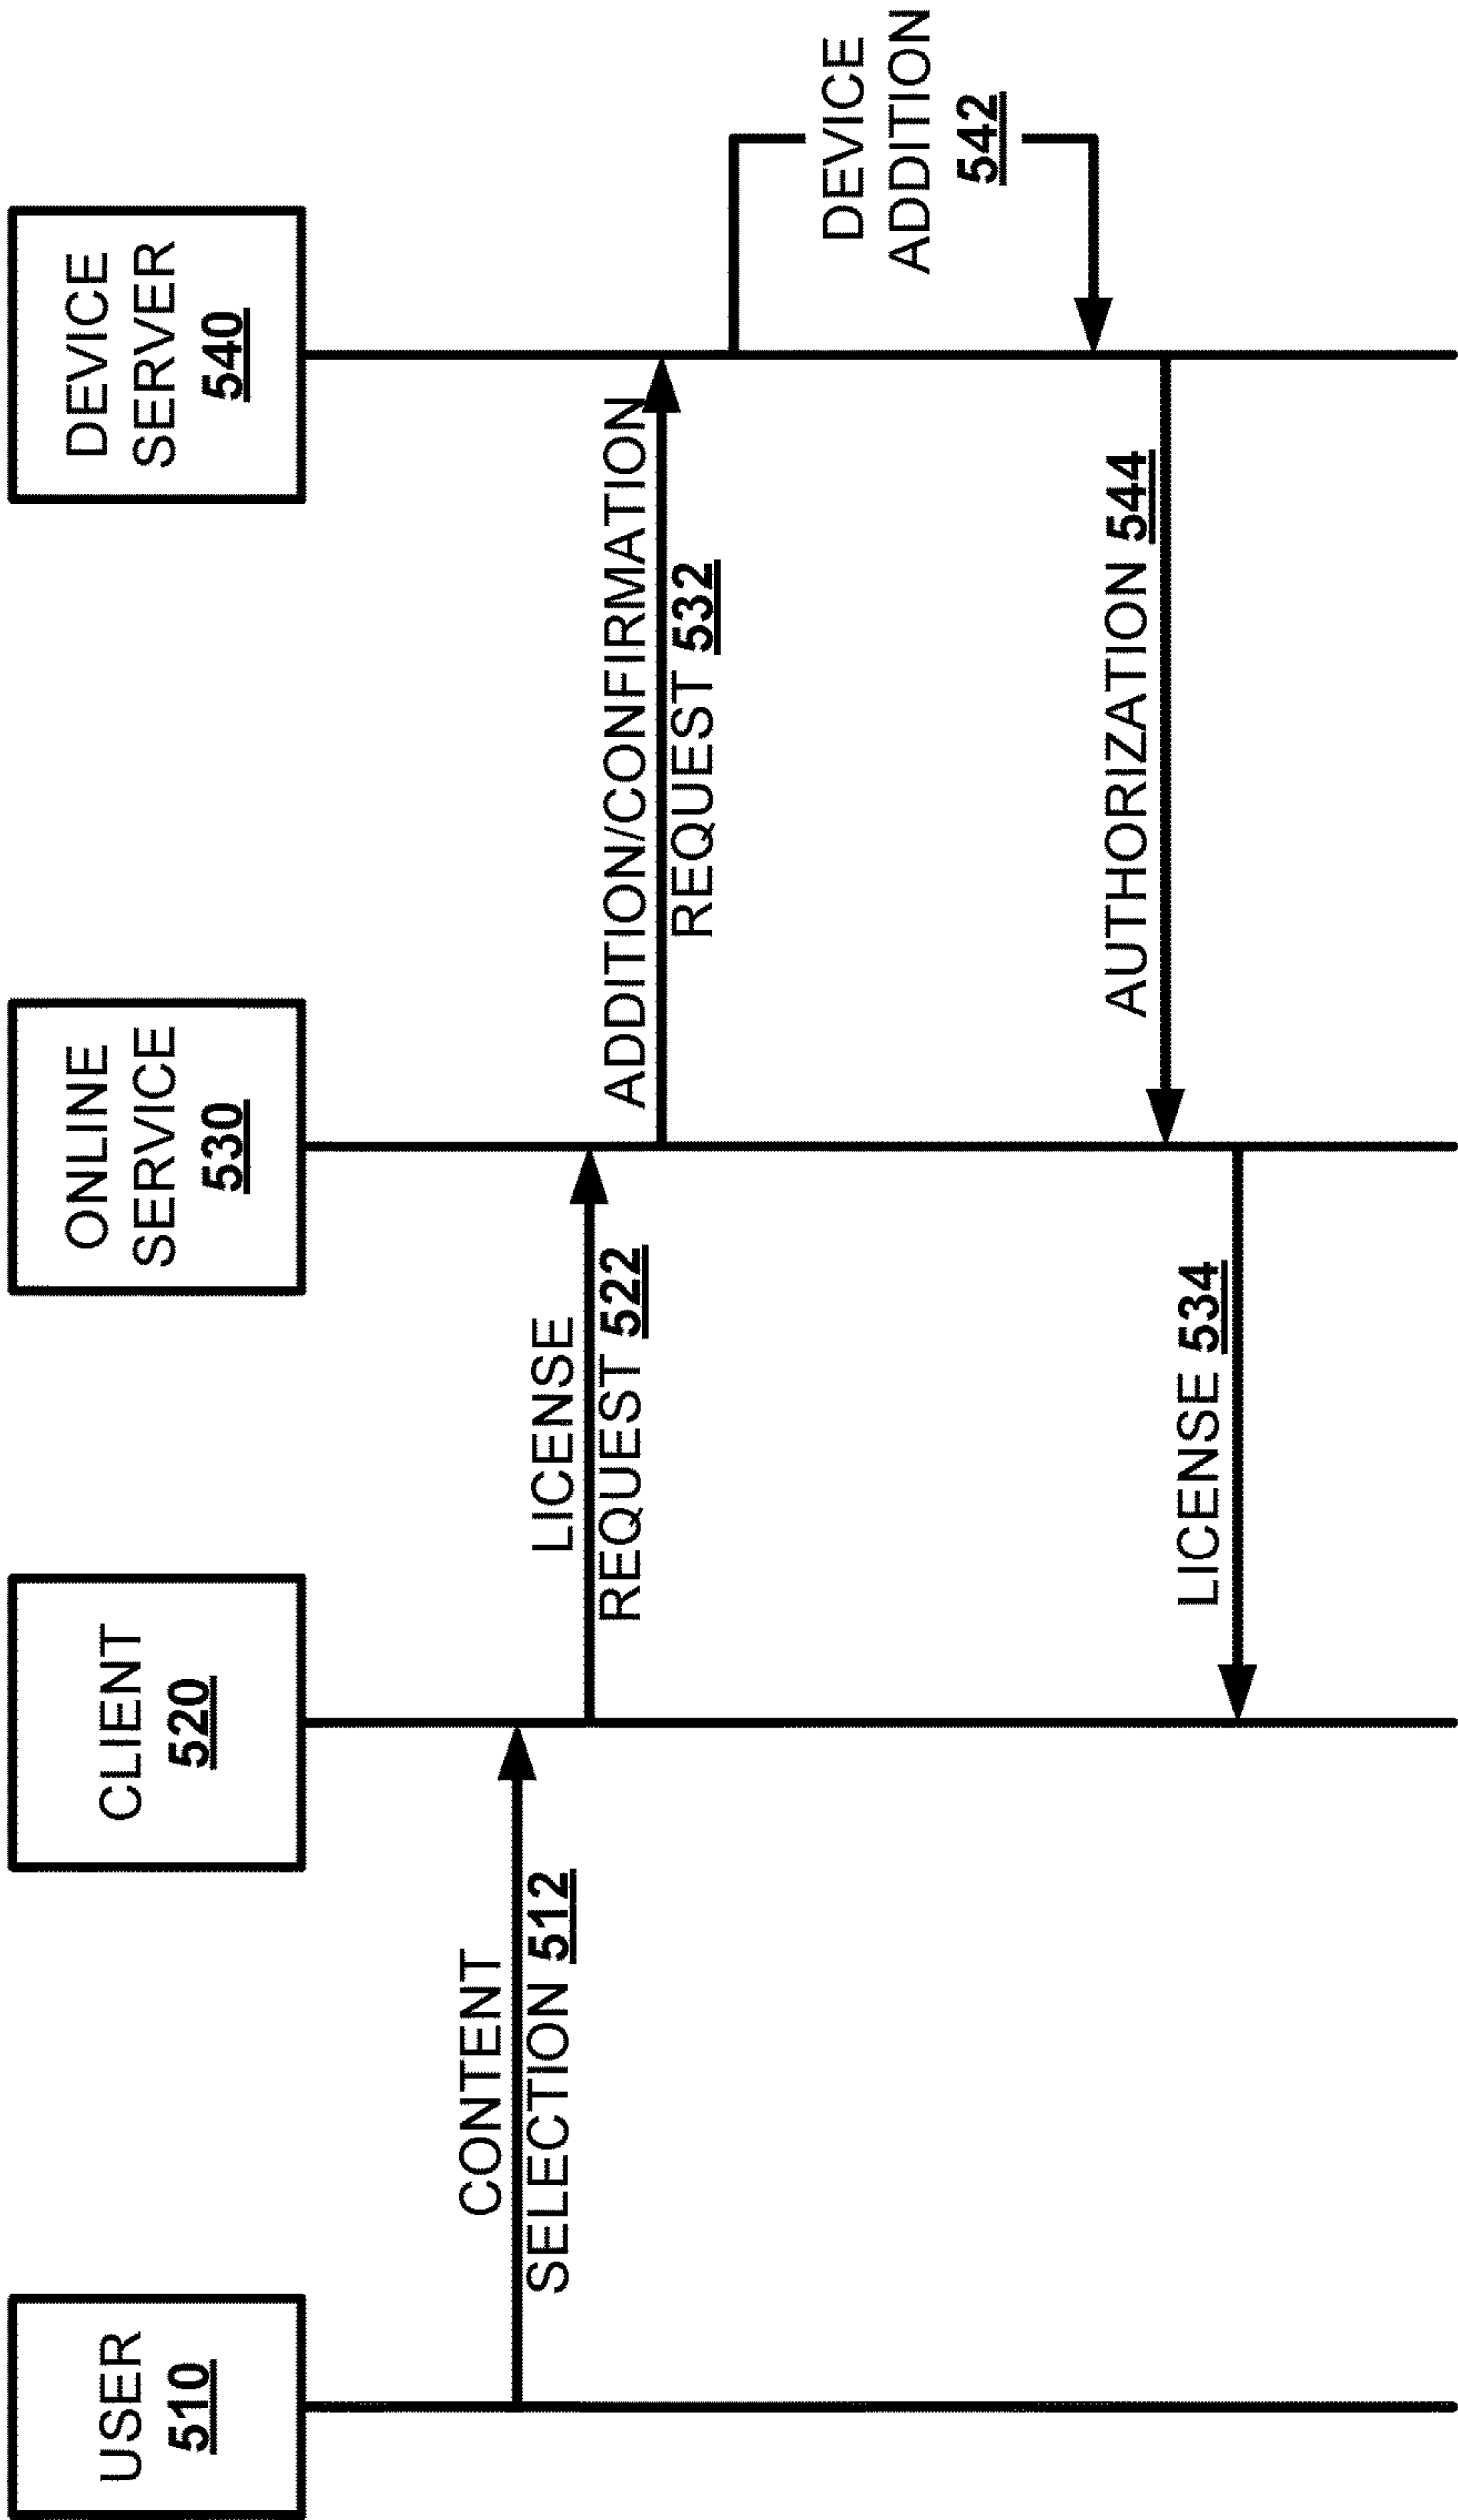 USER
510
CLIENT
520
ONLINE
SERVICE
530
DEVICE
SERVER
540
CONTENT
SELECTION 512
LICENSE
REQUEST 522
ADDITION/CONFIRMATION
REQUEST 532
DEVICE
ADDITION
542
AUTHORIZATION 544
LICENSE 534